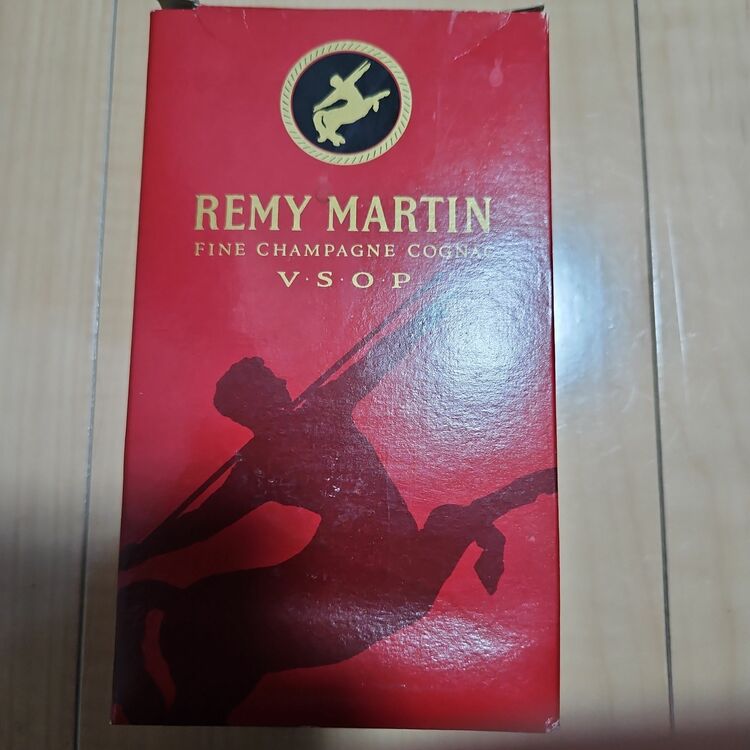 REMY MARTIN
FINE CHAMPAGNE COGNAC
V·S·O·P